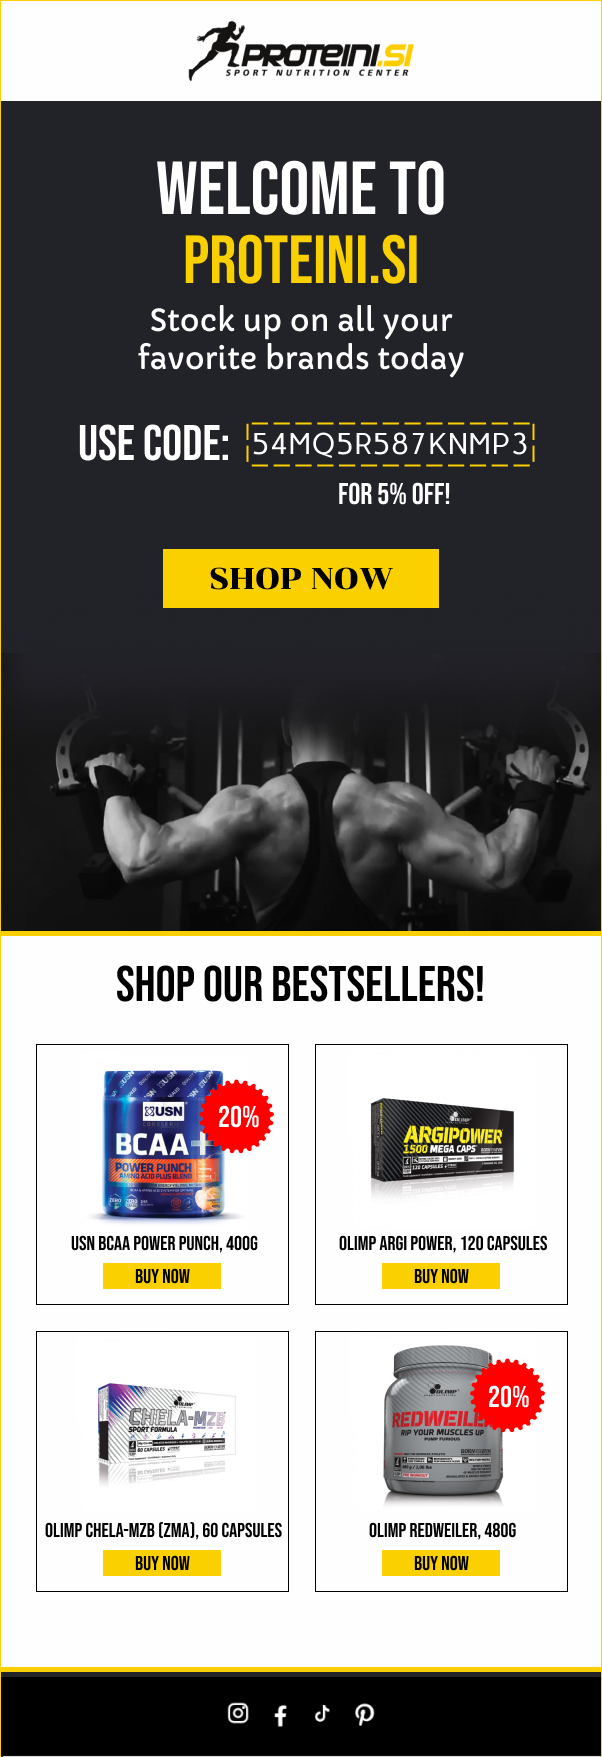 PROTEINI.SI
SPORT NUTRITION CENTER
WELCOME TO
PROTEINI.SI
Stock up on all your
favorite brands today
USE CODE: 54MQ5R587KNMP3
FOR 5% OFF!
SHOP NOW
SHOP OUR BESTSELLERS!
USN
BCAA+
POWER PUNCH
AMINO ACID PLUS BLEND
20%
USN BCAA POWER PUNCH, 400G
BUY NOW
OLIMP
ARGIPOWER
1500 MEGA CAPS
120 CAPSULES
OLIMP ARGI POWER, 120 CAPSULES
BUY NOW
OLIMP
CHELA-MZB
SPORT FORMULA
60 CAPSULES
OLIMP CHELA-MZB (ZMA), 60 CAPSULES
BUY NOW
OLIMP
20%
RIP YOUR MUSCLES UP
PUMP FURIOUS
OLIMP REDWEILER, 480G
BUY NOW